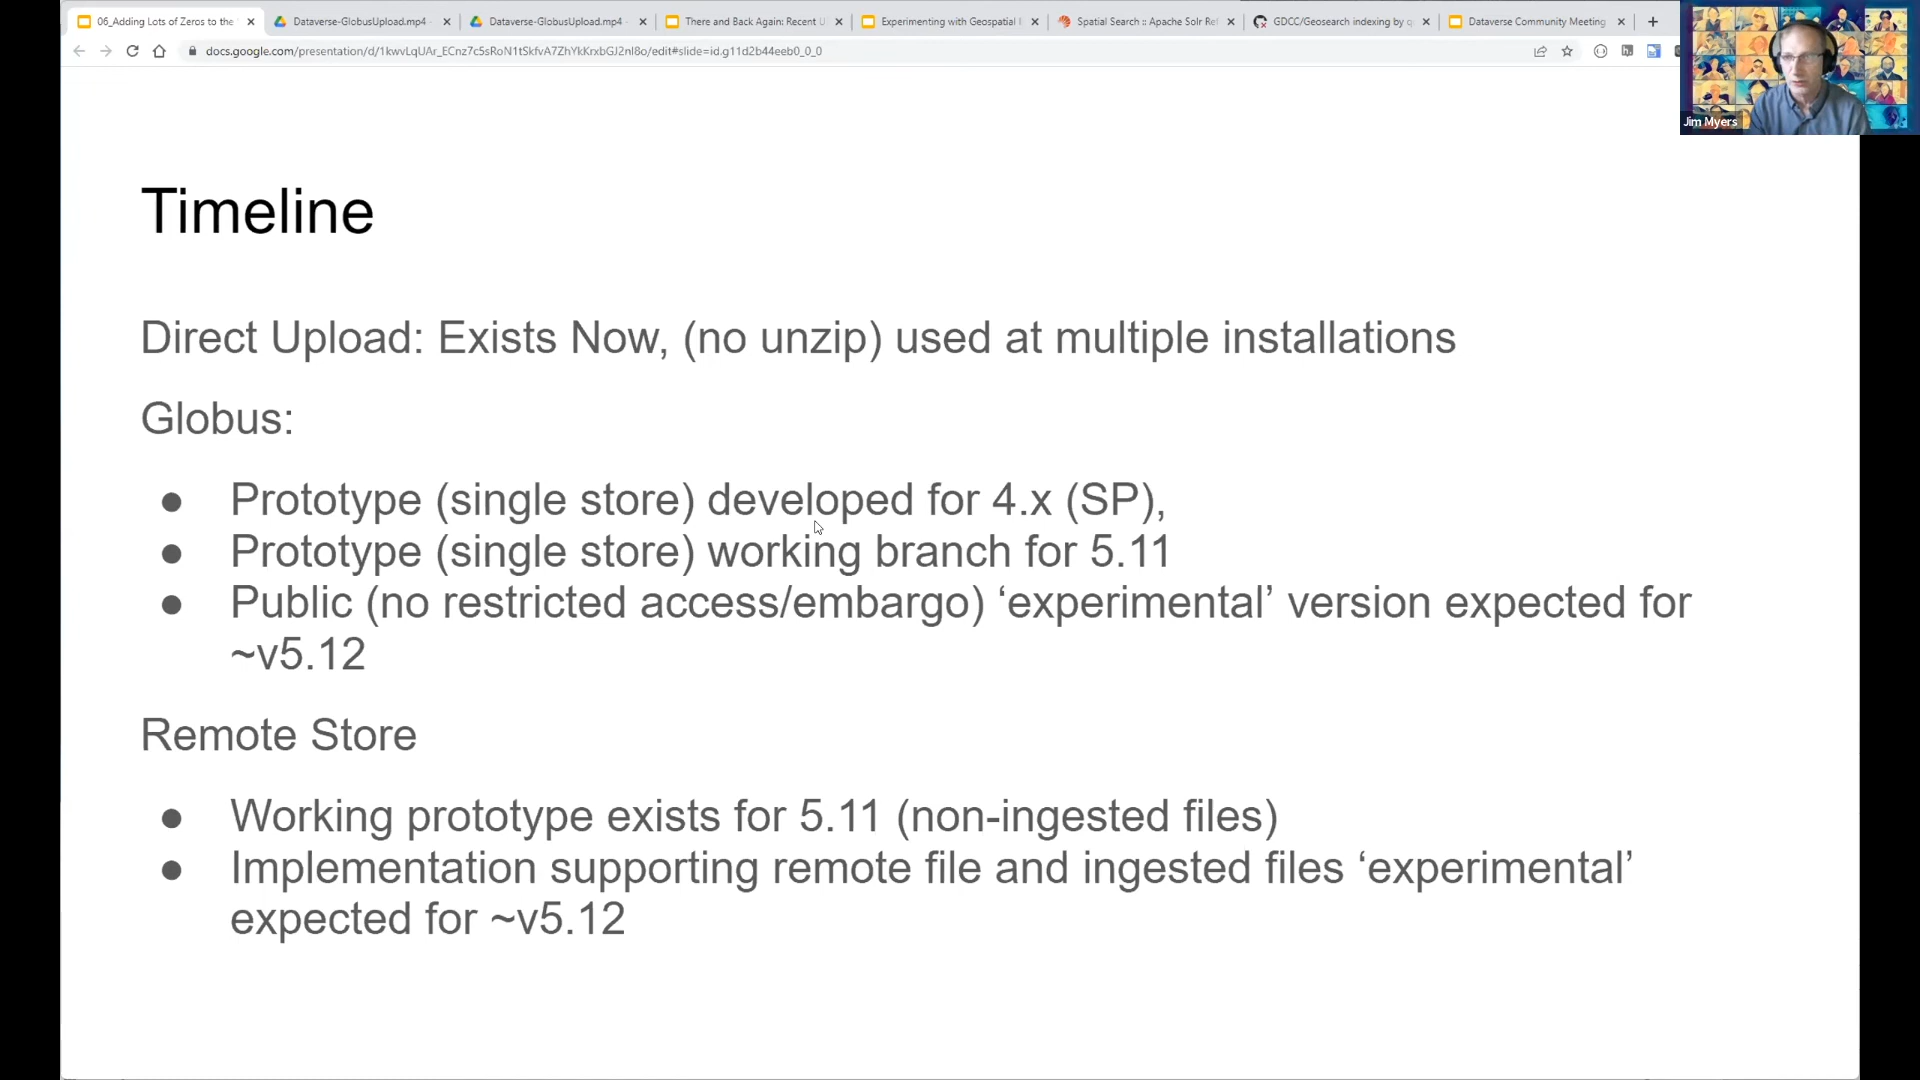 06_Adding Lots of Zeros to the
Dataverse-GlobusUpload.mp4
Dataverse-GlobusUpload.mp4
There and Back Again: Recent U
Experimenting with Geospatial
Spatial Search :: Apache Solr Ref
GDCC/Geosearch indexing by q
Dataverse Community Meeting
docs.google.com/presentation/d/1kwvLqUAr_ECnz7c5sRoN1tSkfvA7ZhYkKrxbGJ2nl8o/edit#slide=id.g11d2b44eeb0_0_0
Jim Myers
Timeline
Direct Upload: Exists Now, (no unzip) used at multiple installations
Globus:
● Prototype (single store) developed for 4.x (SP),
● Prototype (single store) working branch for 5.11
● Public (no restricted access/embargo) ‘experimental’ version expected for
~v5.12
Remote Store
● Working prototype exists for 5.11 (non-ingested files)
● Implementation supporting remote file and ingested files ‘experimental’
expected for ~v5.12